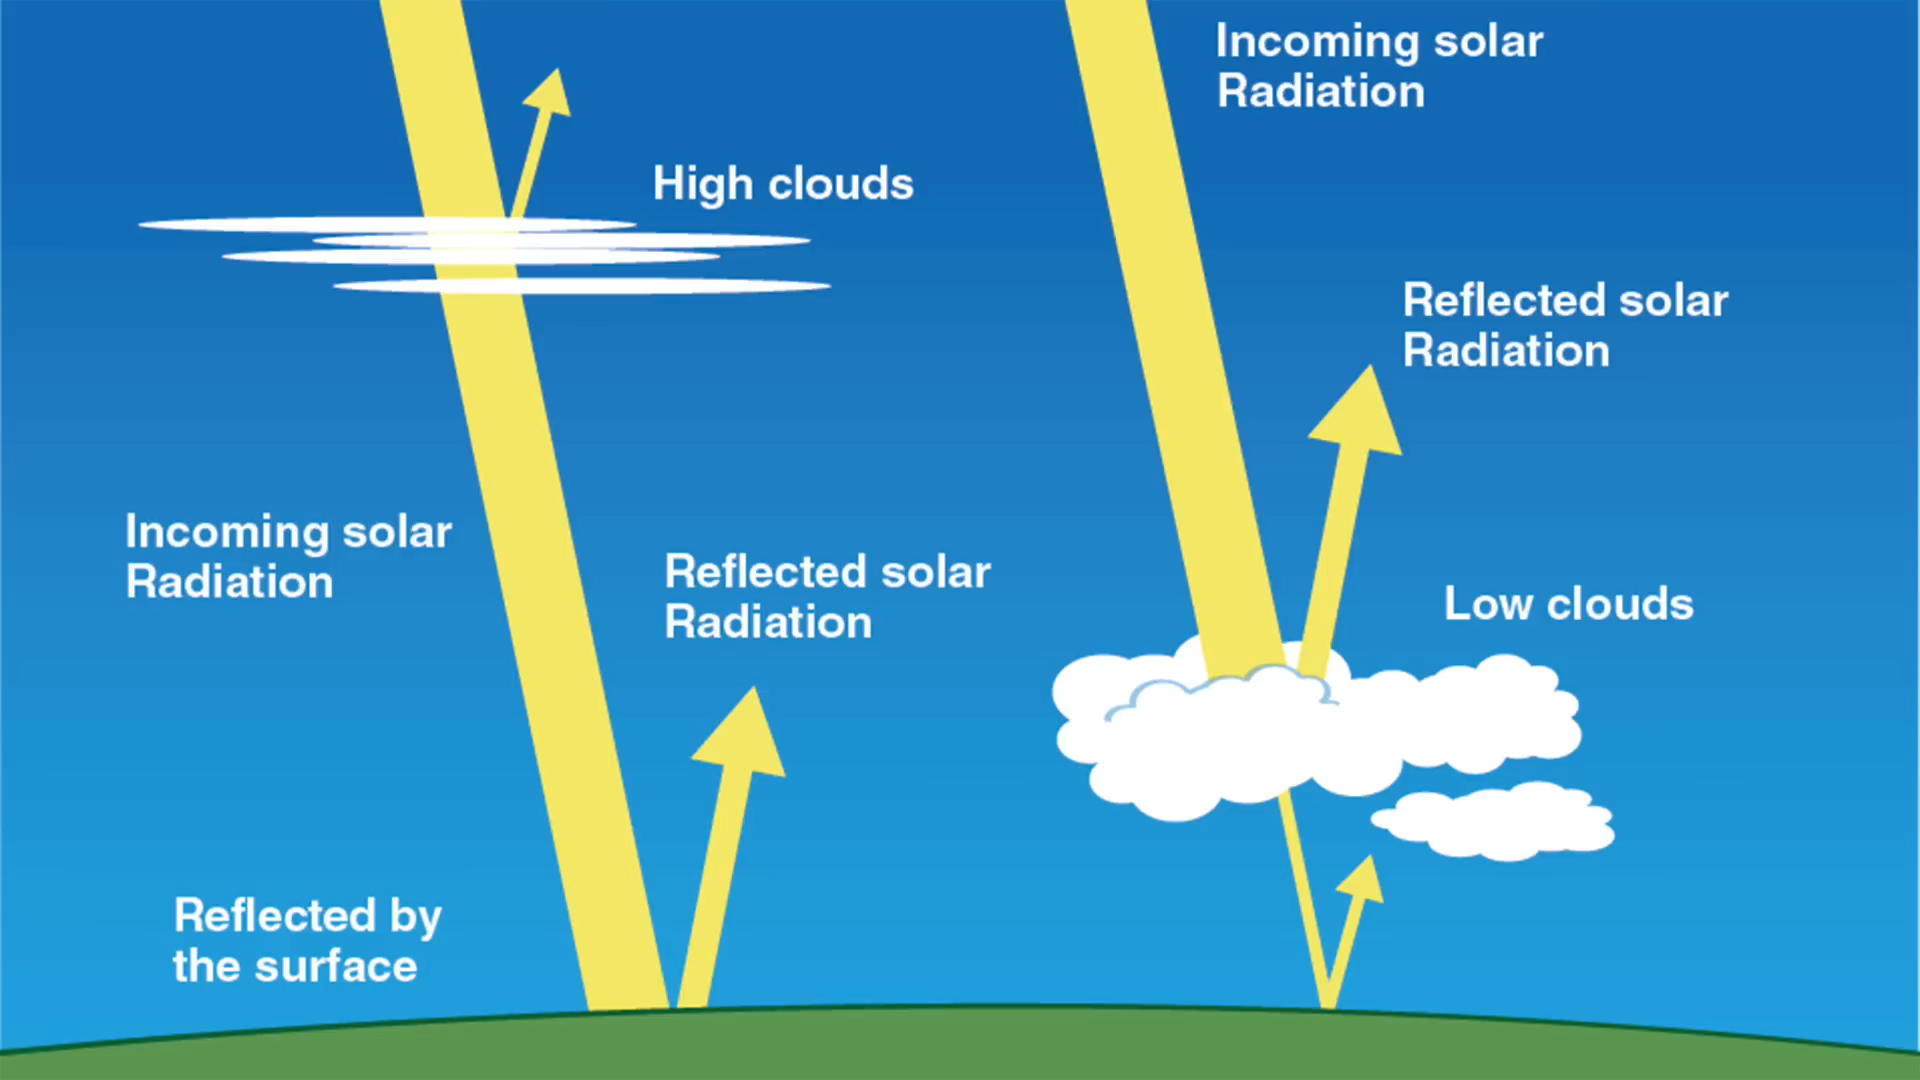 Incoming solar
Radiation
High clouds
Reflected solar
Radiation
Incoming solar
Radiation
Reflected solar
Radiation
Low clouds
Reflected by
the surface